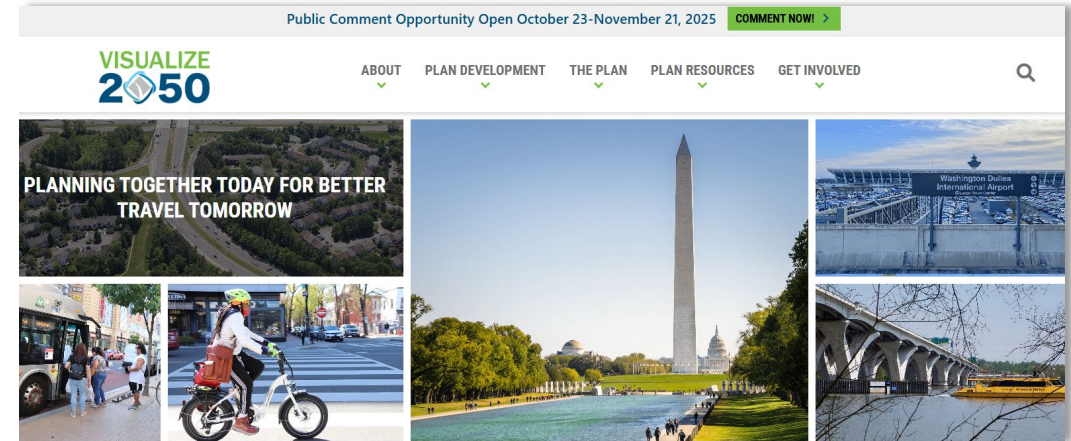 Public Comment Opportunity Open October 23-November 21, 2025 COMMENT NOW!
VISUALIZE
2050
ABOUT PLAN DEVELOPMENT THE PLAN PLAN RESOURCES GET INVOLVED
PLANNING TOGETHER TODAY FOR BETTER
TRAVEL TOMORROW
Washington Dulles
International Airport